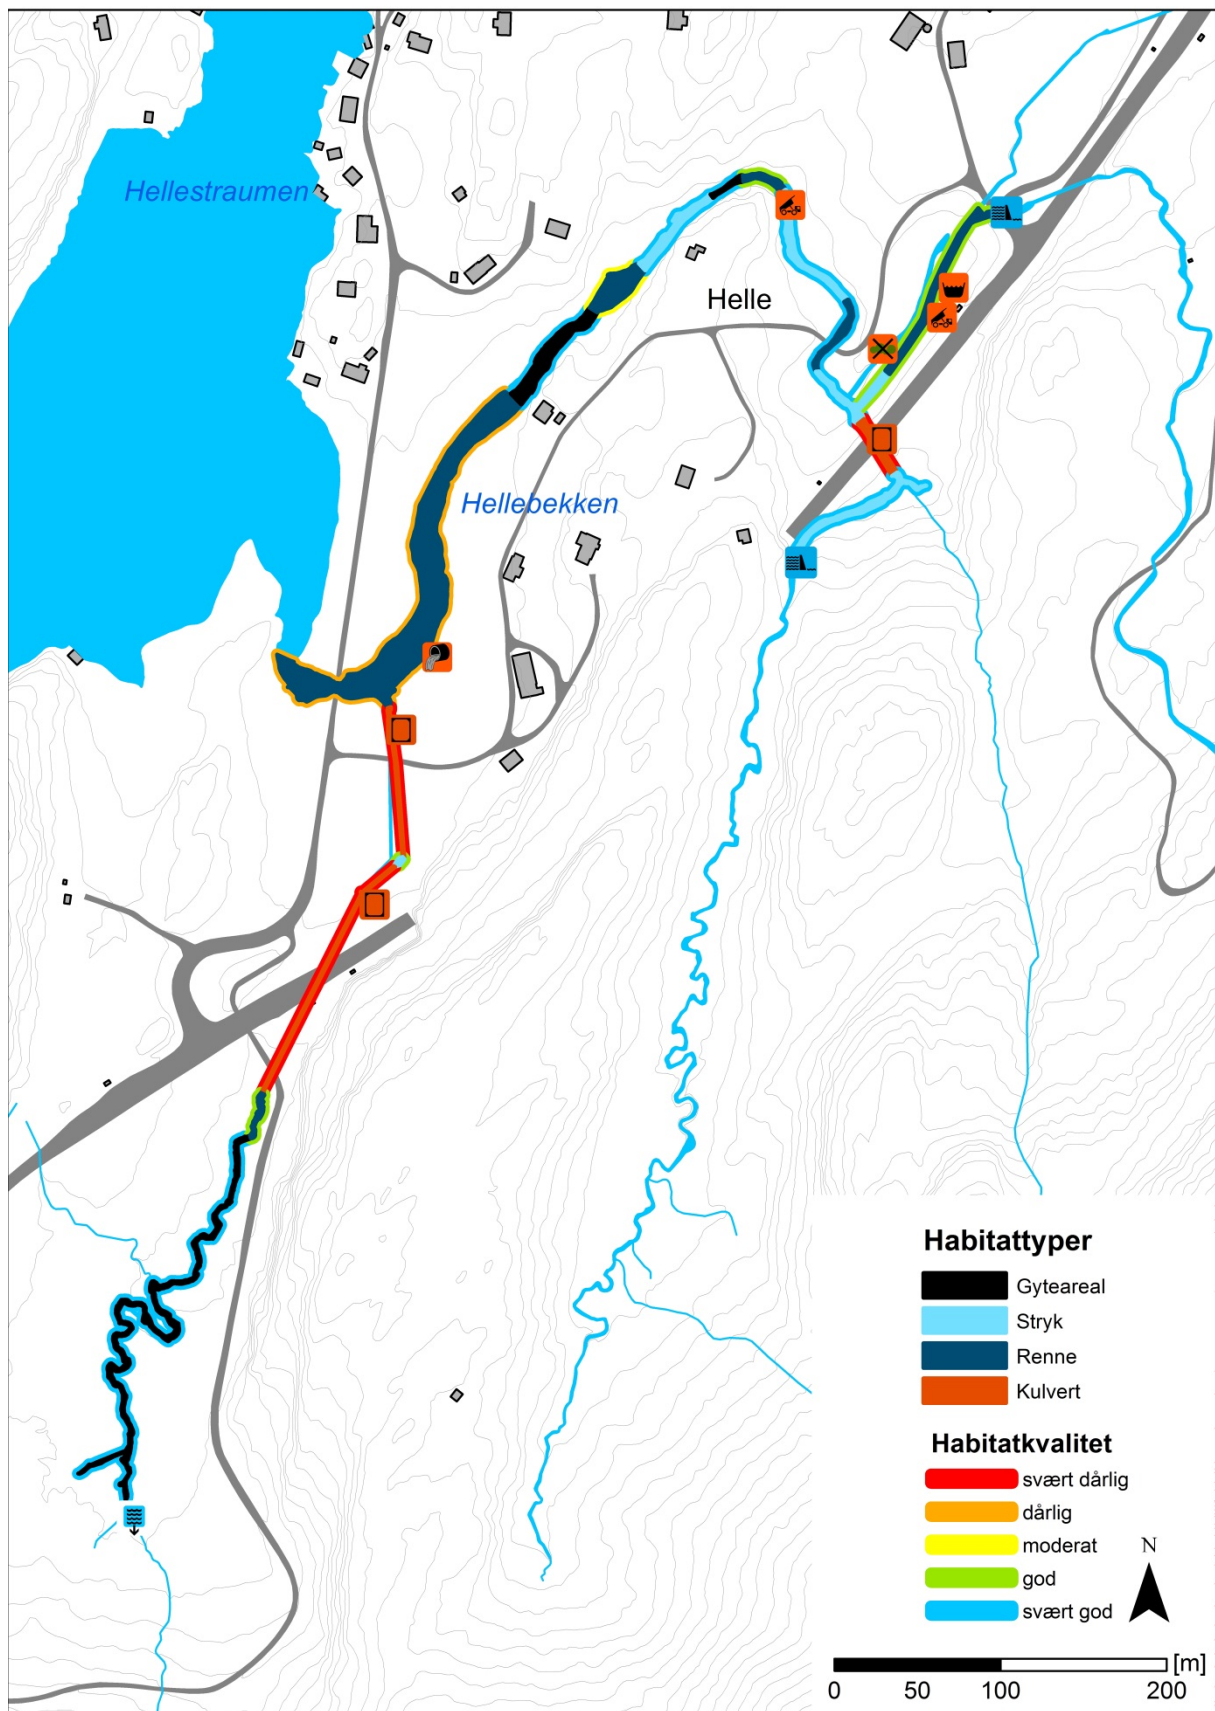 Hellestraumen
Helle
Hellebekken
Habitattyper
Gyteareal
Stryk
Renne
Kulvert
Habitatkvalitet
svært dårlig
dårlig
moderat
god
svært god
N
[m]
0 50 100 200